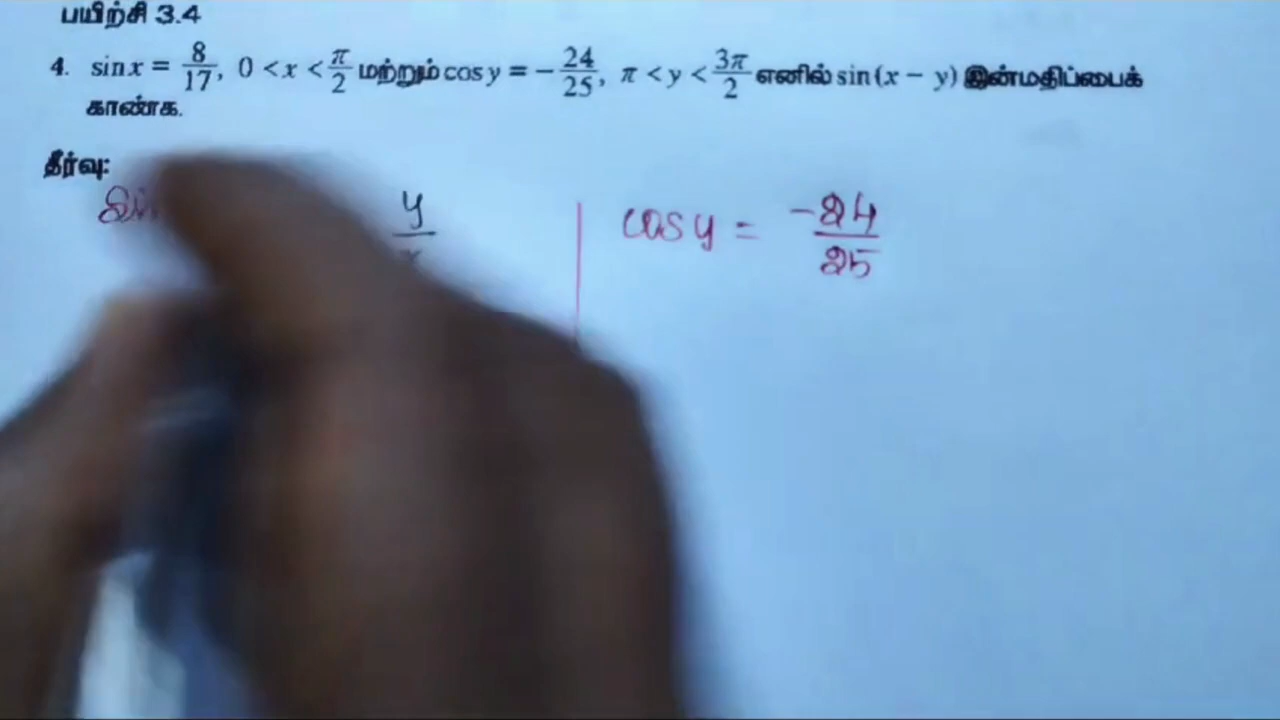 பயிற்சி 3.4
4. sin x = 8/17, 0 < x < π/2 மற்றும் cos y = −24/25, π < y < 3π/2 எனில் sin (x − y) இன்மதிப்பைக்
காண்க.
தீர்வு:
y
cos y = −24/25